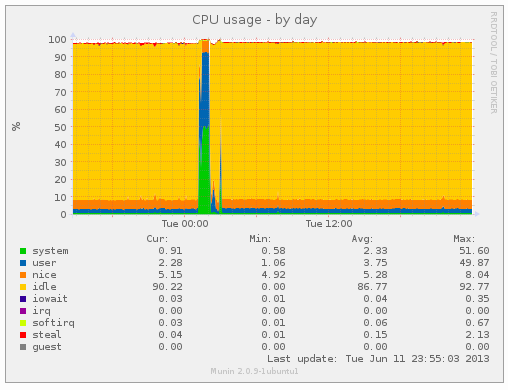 CPU usage - by day
RRDTOOL / TOBI OETIKER
100
90
80
70
60
50
40
30
20
10
0
%
Tue 00:00 Tue 12:00
Cur: Min: Avg: Max:
system 0.91 0.58 2.33 51.60
user 2.28 1.06 3.75 49.87
nice 5.15 4.92 5.28 8.04
idle 90.22 0.00 86.77 92.77
iowait 0.03 0.01 0.04 0.35
irq 0.00 0.00 0.00 0.00
softirq 0.03 0.01 0.06 0.67
steal 0.04 0.01 0.15 2.13
guest 0.00 0.00 0.00 0.00
Last update: Tue Jun 11 23:55:03 2013
Munin 2.0.9-1ubuntu1